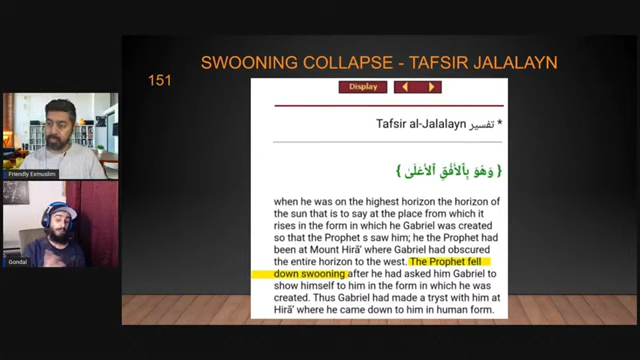 SWOONING COLLAPSE - TAFSIR JALALAYN
151
Display
* تفسير Tafsir al-Jalalayn
{ وَهُوَ بِٱلأُفُقِ ٱلأَعْلَىٰ }
when he was on the highest horizon the horizon of
the sun that is to say at the place from which it
rises in the form in which he Gabriel was created
so that the Prophet s saw him; he the Prophet had
been at Mount Hirā' where Gabriel had obscured
the entire horizon to the west. The Prophet fell
down swooning after he had asked him Gabriel to
show himself to him in the form in which he was
created. Thus Gabriel had made a tryst with him at
Hirā' where he came down to him in human form.
Friendly Exmuslim
Gondal